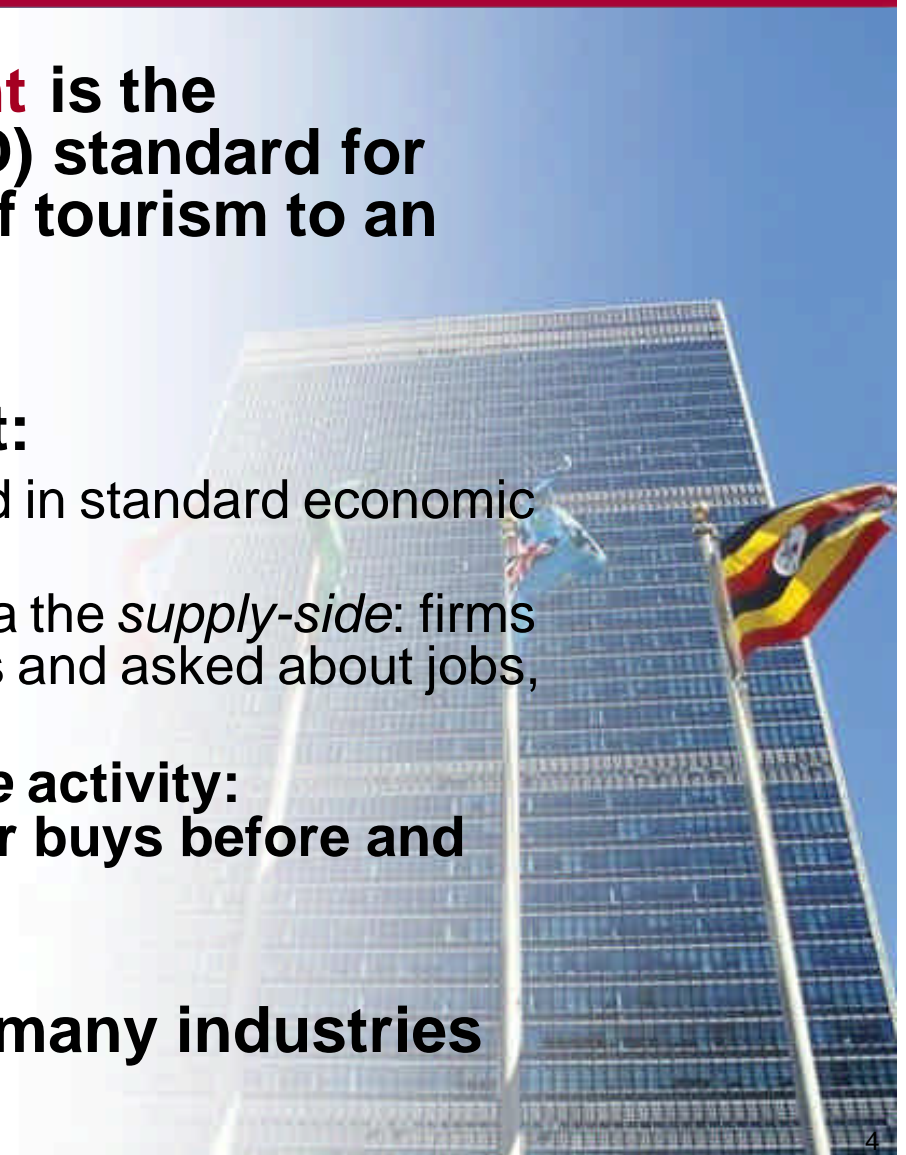 t is the
) standard for
f tourism to an
t:
d in standard economic
a the supply-side: firms
s and asked about jobs,
e activity:
r buys before and
many industries
4